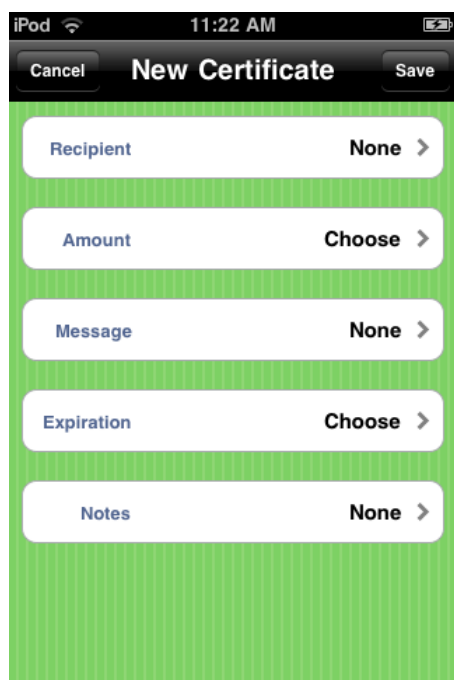 iPod 11:22 AM
Cancel New Certificate Save
Recipient None
Amount Choose
Message None
Expiration Choose
Notes None